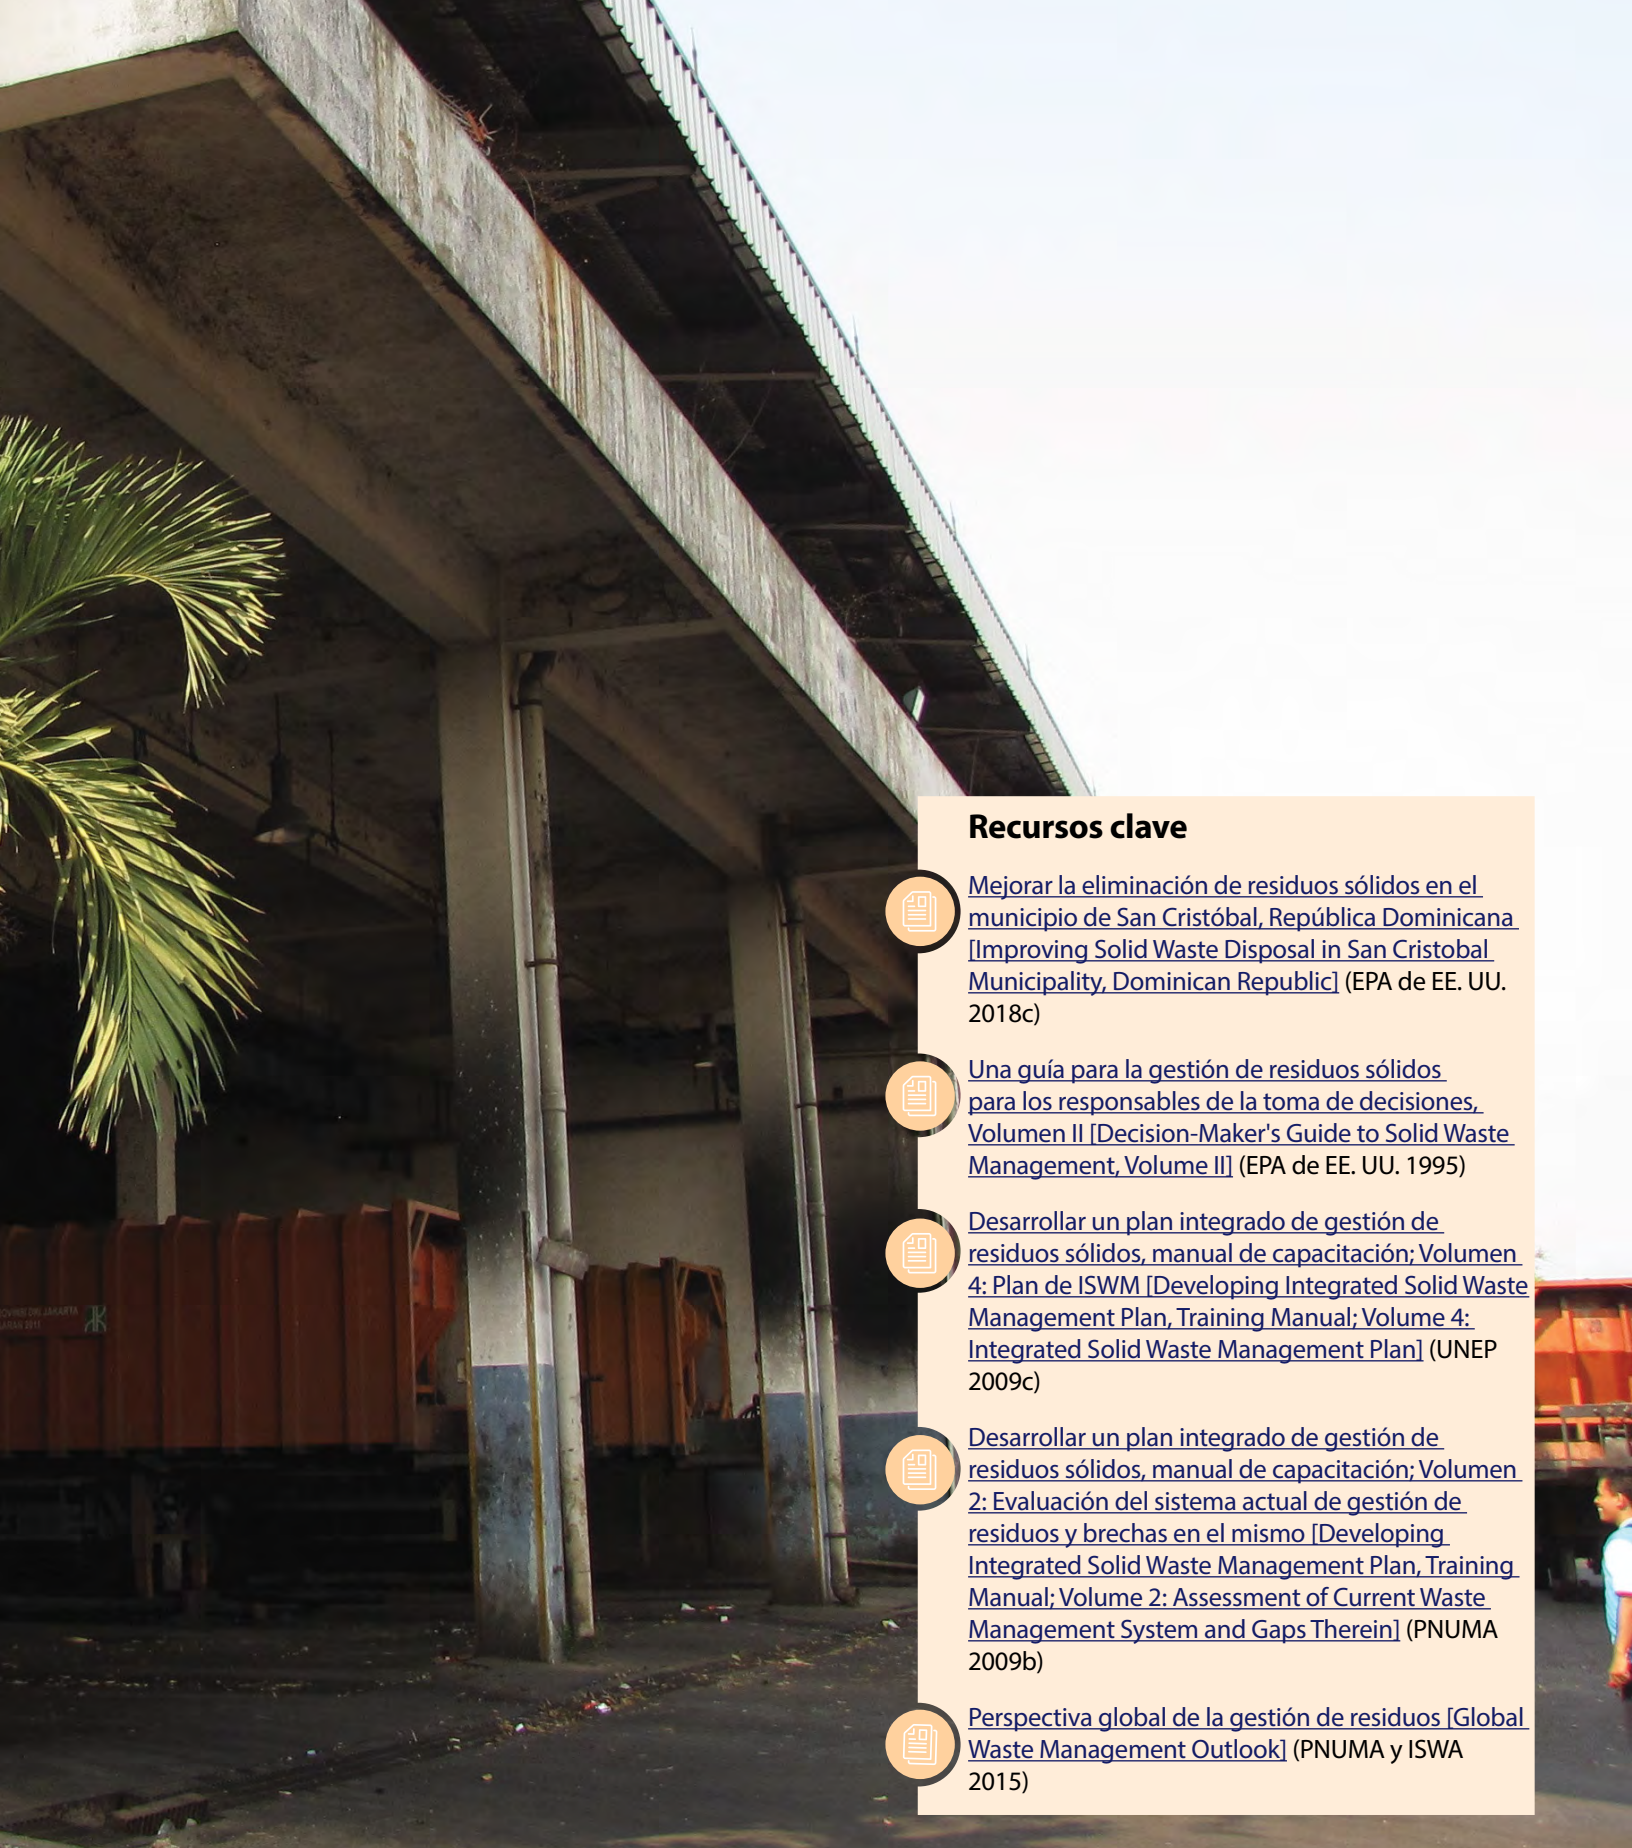 Recursos clave
Mejorar la eliminación de residuos sólidos en el
municipio de San Cristóbal, República Dominicana
[Improving Solid Waste Disposal in San Cristobal
Municipality, Dominican Republic] (EPA de EE. UU.
2018c)
Una guía para la gestión de residuos sólidos
para los responsables de la toma de decisiones,
Volumen II [Decision-Maker's Guide to Solid Waste
Management, Volume II] (EPA de EE. UU. 1995)
Desarrollar un plan integrado de gestión de
residuos sólidos, manual de capacitación; Volumen
4: Plan de ISWM [Developing Integrated Solid Waste
Management Plan, Training Manual; Volume 4:
Integrated Solid Waste Management Plan] (UNEP
2009c)
Desarrollar un plan integrado de gestión de
residuos sólidos, manual de capacitación; Volumen
2: Evaluación del sistema actual de gestión de
residuos y brechas en el mismo [Developing
Integrated Solid Waste Management Plan, Training
Manual; Volume 2: Assessment of Current Waste
Management System and Gaps Therein] (PNUMA
2009b)
Perspectiva global de la gestión de residuos [Global
Waste Management Outlook] (PNUMA y ISWA
2015)
DKI JAKARTA